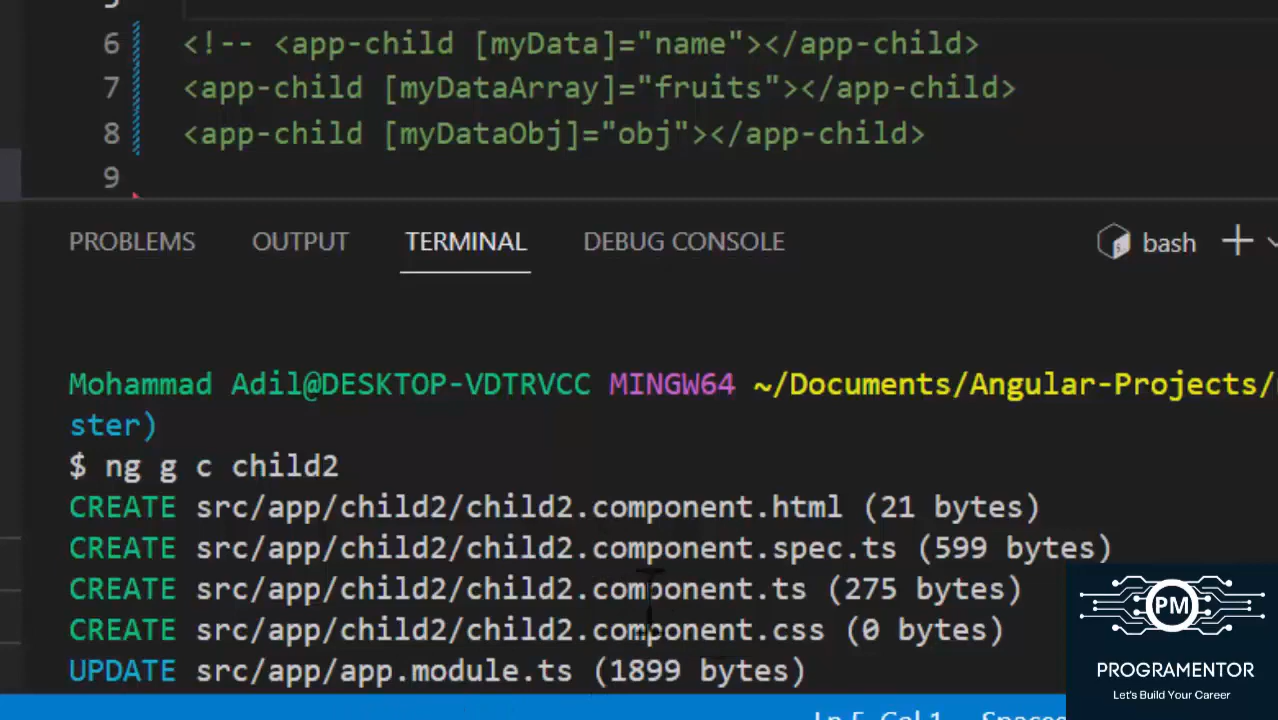 6 <!-- <app-child [myData]="name"></app-child>
7 <app-child [myDataArray]="fruits"></app-child>
8 <app-child [myDataObj]="obj"></app-child>
9
PROBLEMS OUTPUT TERMINAL DEBUG CONSOLE bash
Mohammad Adil@DESKTOP-VDTRVCC MINGW64 ~/Documents/Angular-Projects/
ster)
$ ng g c child2
CREATE src/app/child2/child2.component.html (21 bytes)
CREATE src/app/child2/child2.component.spec.ts (599 bytes)
CREATE src/app/child2/child2.component.ts (275 bytes)
CREATE src/app/child2/child2.component.css (0 bytes)
UPDATE src/app/app.module.ts (1899 bytes)
PM
PROGRAMENTOR
Let's Build Your Career